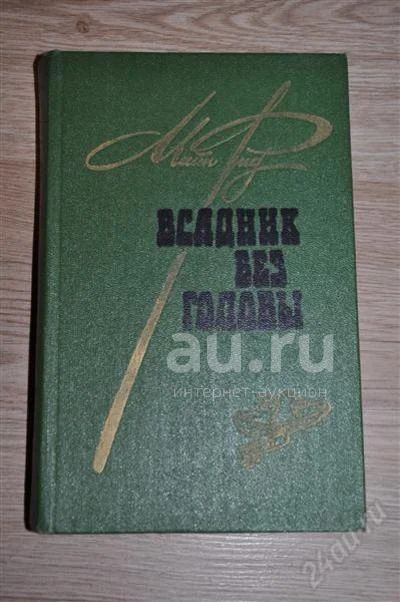 Майн Рид
ВСАДНИК
БЕЗ
ГОЛОВЫ
au.ru
интернет-аукцион
24au.ru